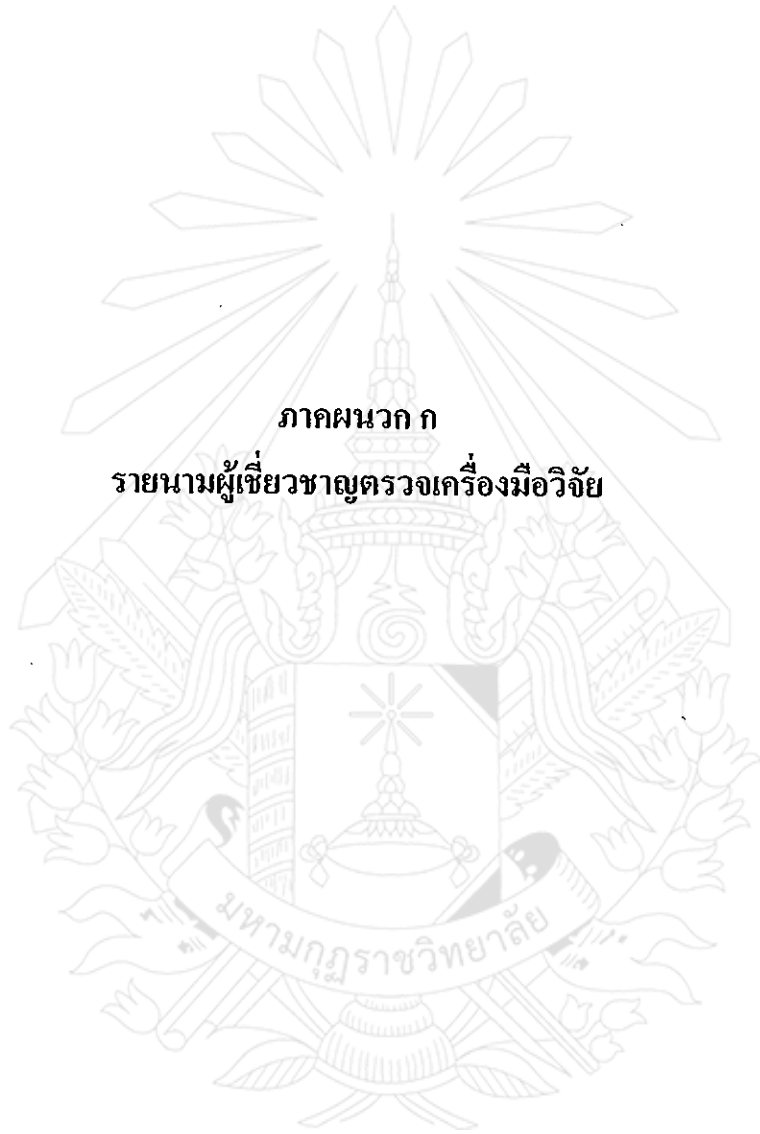 ภาคผนวก ก
รายนามผู้เชี่ยวชาญตรวจเครื่องมือวิจัย
มหามกุฏราชวิทยาลัย